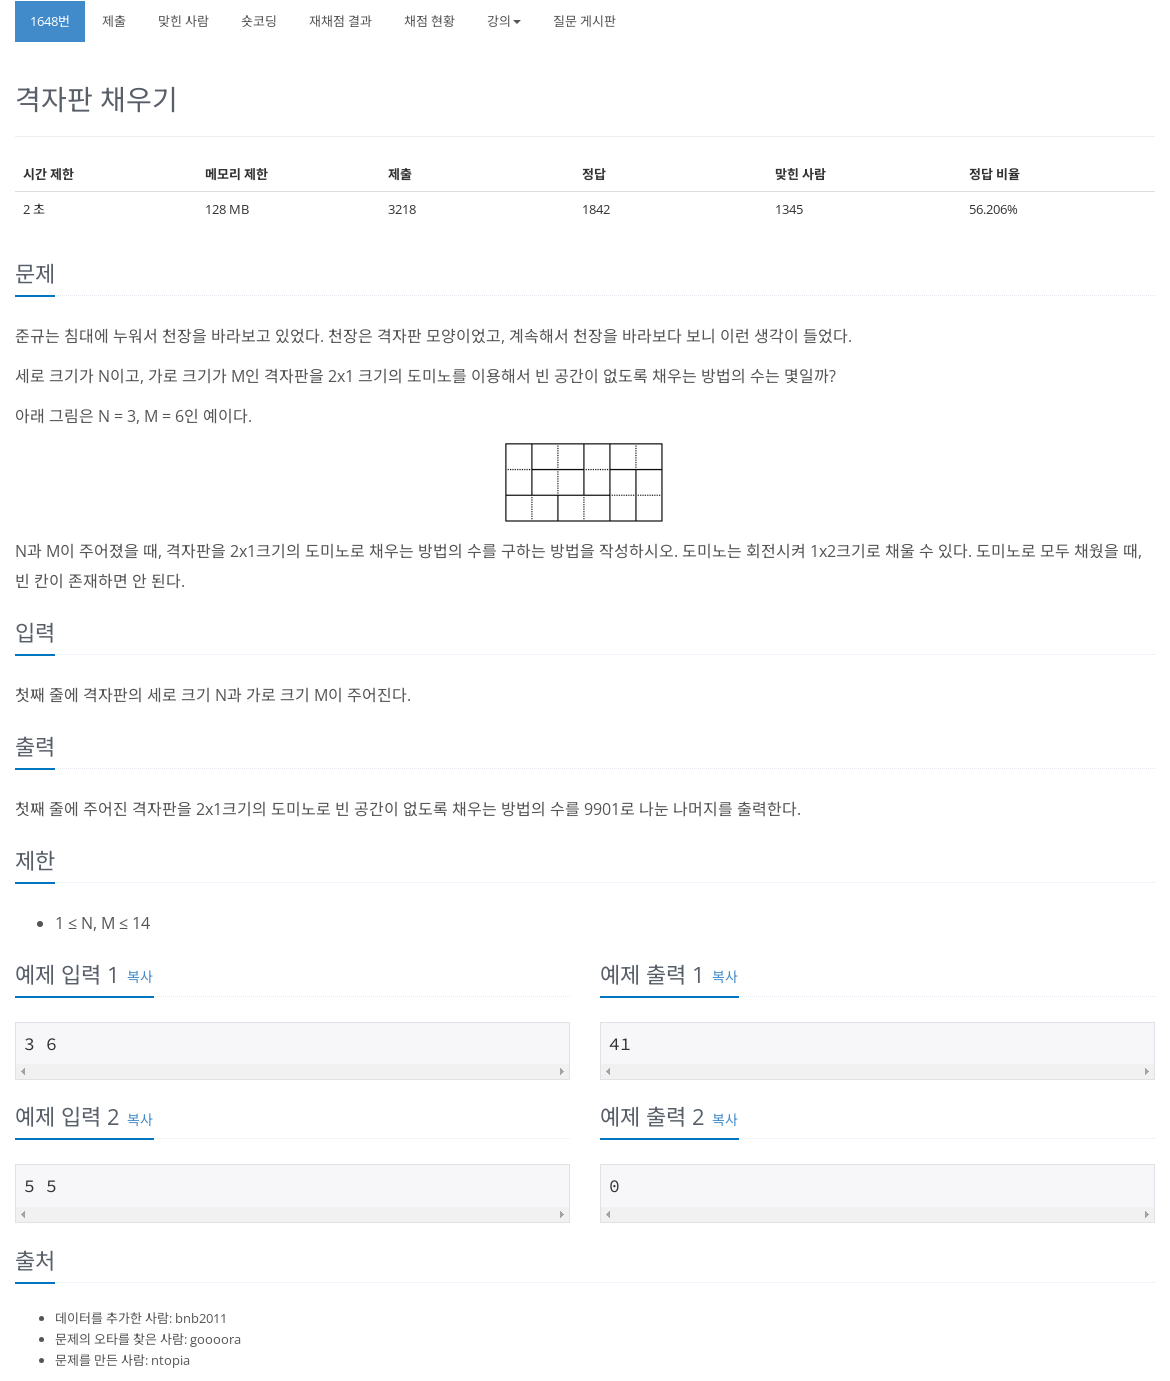 1648번 제출 맞힌 사람 숏코딩 재채점 결과 채점 현황 강의 질문 게시판
격자판 채우기
시간 제한 메모리 제한 제출 정답 맞힌 사람 정답 비율
2 초 128 MB 3218 1842 1345 56.206%
문제
준규는 침대에 누워서 천장을 바라보고 있었다. 천장은 격자판 모양이었고, 계속해서 천장을 바라보다 보니 이런 생각이 들었다.
세로 크기가 N이고, 가로 크기가 M인 격자판을 2x1 크기의 도미노를 이용해서 빈 공간이 없도록 채우는 방법의 수는 몇일까?
아래 그림은 N = 3, M = 6인 예이다.
N과 M이 주어졌을 때, 격자판을 2x1크기의 도미노로 채우는 방법의 수를 구하는 방법을 작성하시오. 도미노는 회전시켜 1x2크기로 채울 수 있다. 도미노로 모두 채웠을 때,
빈 칸이 존재하면 안 된다.
입력
첫째 줄에 격자판의 세로 크기 N과 가로 크기 M이 주어진다.
출력
첫째 줄에 주어진 격자판을 2x1크기의 도미노로 빈 공간이 없도록 채우는 방법의 수를 9901로 나눈 나머지를 출력한다.
제한
1 ≤ N, M ≤ 14
예제 입력 1 복사 예제 출력 1 복사
3 6 41
예제 입력 2 복사 예제 출력 2 복사
5 5 0
출처
데이터를 추가한 사람: bnb2011
문제의 오타를 찾은 사람: goooora
문제를 만든 사람: ntopia